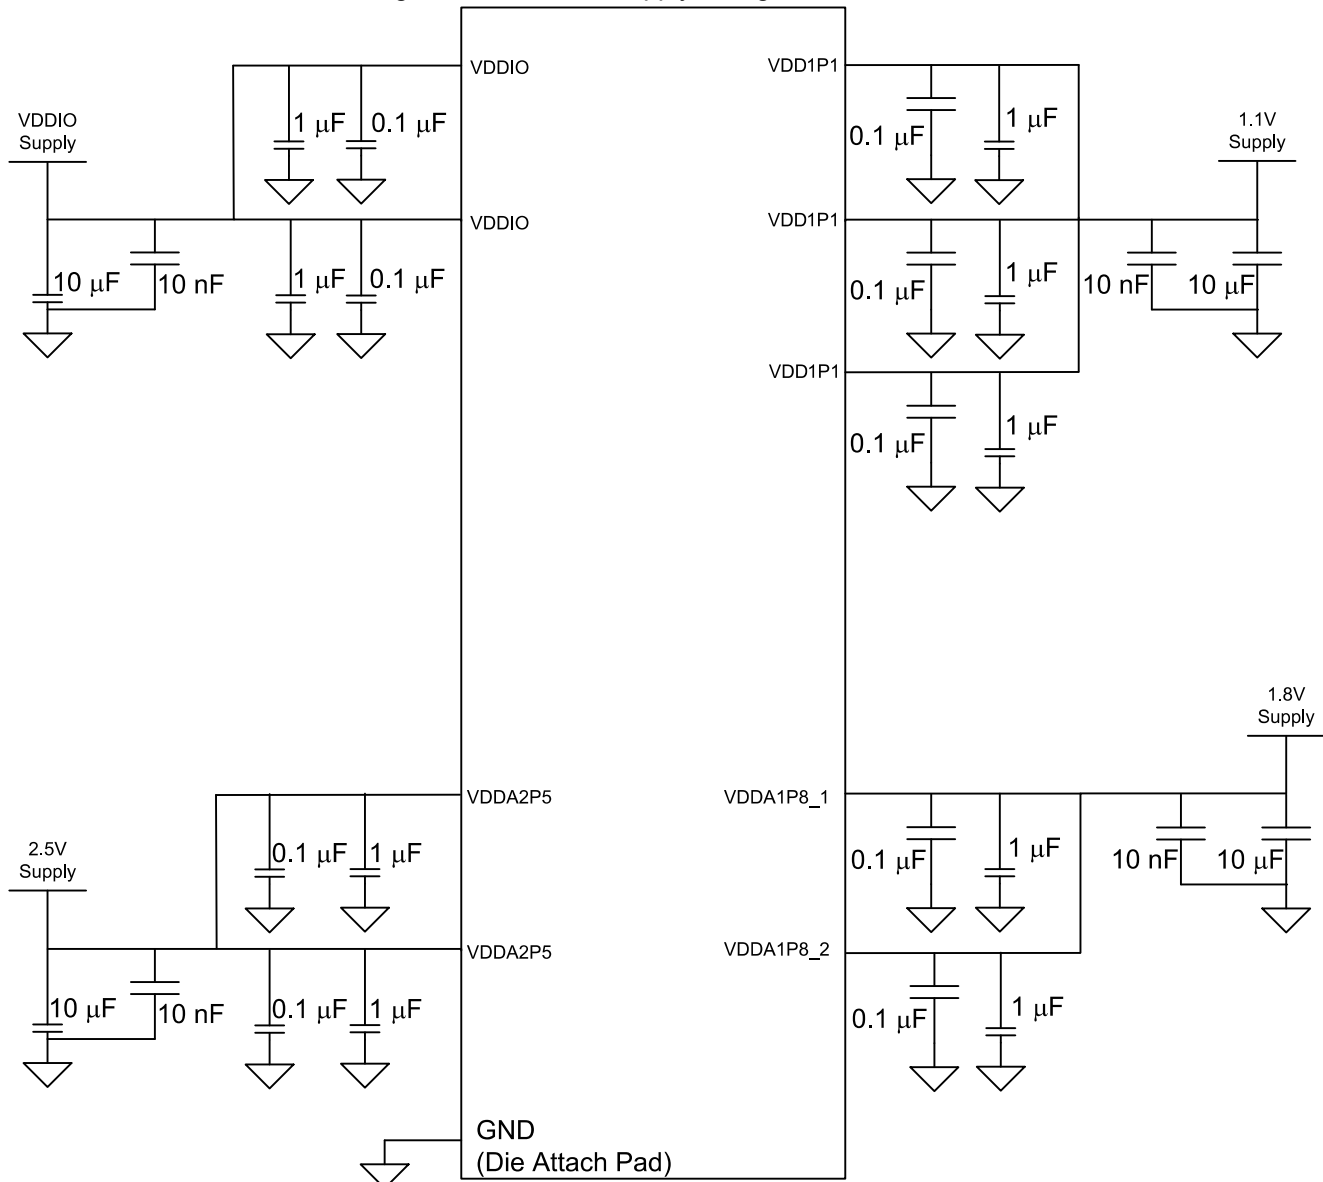 VDDIO
1 µF
0.1 µF
VDDIO
Supply
VDDIO
10 µF
10 nF
1 µF
0.1 µF
VDD1P1
0.1 µF
1 µF
1.1V
Supply
VDD1P1
0.1 µF
1 µF
10 nF
10 µF
VDD1P1
0.1 µF
1 µF
VDDA2P5
0.1 µF
1 µF
2.5V
Supply
VDDA2P5
10 µF
10 nF
0.1 µF
1 µF
1.8V
Supply
VDDA1P8_1
0.1 µF
1 µF
10 nF
10 µF
VDDA1P8_2
0.1 µF
1 µF
GND
(Die Attach Pad)